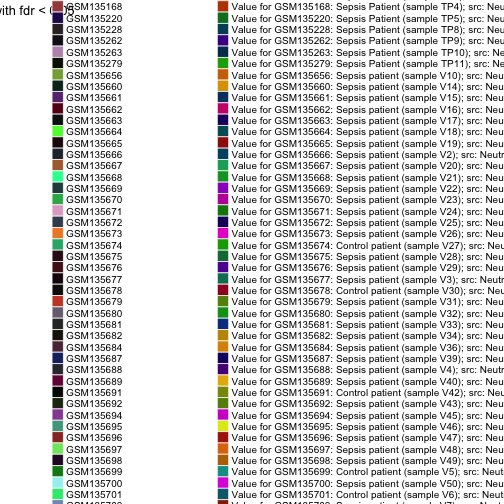 with fdr < 0.05
GSM135168 Value for GSM135168: Sepsis Patient (sample TP4); src: Neu
GSM135220 Value for GSM135220: Sepsis Patient (sample TP5); src: Neu
GSM135228 Value for GSM135228: Sepsis Patient (sample TP8); src: Neu
GSM135262 Value for GSM135262: Sepsis Patient (sample TP9); src: Neu
GSM135263 Value for GSM135263: Sepsis Patient (sample TP10); src: Ne
GSM135279 Value for GSM135279: Sepsis Patient (sample TP11); src: Ne
GSM135656 Value for GSM135656: Sepsis patient (sample V10); src: Neu
GSM135660 Value for GSM135660: Sepsis patient (sample V14); src: Neu
GSM135661 Value for GSM135661: Sepsis patient (sample V15); src: Neu
GSM135662 Value for GSM135662: Sepsis patient (sample V16); src: Neu
GSM135663 Value for GSM135663: Sepsis patient (sample V17); src: Neu
GSM135664 Value for GSM135664: Sepsis patient (sample V18); src: Neu
GSM135665 Value for GSM135665: Sepsis patient (sample V19); src: Neu
GSM135666 Value for GSM135666: Sepsis patient (sample V2); src: Neutr
GSM135667 Value for GSM135667: Sepsis patient (sample V20); src: Neu
GSM135668 Value for GSM135668: Sepsis patient (sample V21); src: Neu
GSM135669 Value for GSM135669: Sepsis patient (sample V22); src: Neu
GSM135670 Value for GSM135670: Sepsis patient (sample V23); src: Neu
GSM135671 Value for GSM135671: Sepsis patient (sample V24); src: Neu
GSM135672 Value for GSM135672: Sepsis patient (sample V25); src: Neu
GSM135673 Value for GSM135673: Sepsis patient (sample V26); src: Neu
GSM135674 Value for GSM135674: Control patient (sample V27); src: Neu
GSM135675 Value for GSM135675: Sepsis patient (sample V28); src: Neu
GSM135676 Value for GSM135676: Sepsis patient (sample V29); src: Neu
GSM135677 Value for GSM135677: Sepsis patient (sample V3); src: Neutr
GSM135678 Value for GSM135678: Control patient (sample V30); src: Neu
GSM135679 Value for GSM135679: Sepsis patient (sample V31); src: Neu
GSM135680 Value for GSM135680: Sepsis patient (sample V32); src: Neu
GSM135681 Value for GSM135681: Sepsis patient (sample V33); src: Neu
GSM135682 Value for GSM135682: Sepsis patient (sample V34); src: Neu
GSM135684 Value for GSM135684: Sepsis patient (sample V36); src: Neu
GSM135687 Value for GSM135687: Sepsis patient (sample V39); src: Neu
GSM135688 Value for GSM135688: Sepsis patient (sample V4); src: Neutr
GSM135689 Value for GSM135689: Sepsis patient (sample V40); src: Neu
GSM135691 Value for GSM135691: Control patient (sample V42); src: Neu
GSM135692 Value for GSM135692: Sepsis patient (sample V43); src: Neu
GSM135694 Value for GSM135694: Sepsis patient (sample V45); src: Neu
GSM135695 Value for GSM135695: Sepsis patient (sample V46); src: Neu
GSM135696 Value for GSM135696: Sepsis patient (sample V47); src: Neu
GSM135697 Value for GSM135697: Sepsis patient (sample V48); src: Neu
GSM135698 Value for GSM135698: Sepsis patient (sample V49); src: Neu
GSM135699 Value for GSM135699: Control patient (sample V5); src: Neut
GSM135700 Value for GSM135700: Sepsis patient (sample V50); src: Neu
GSM135701 Value for GSM135701: Control patient (sample V6); src: Neut